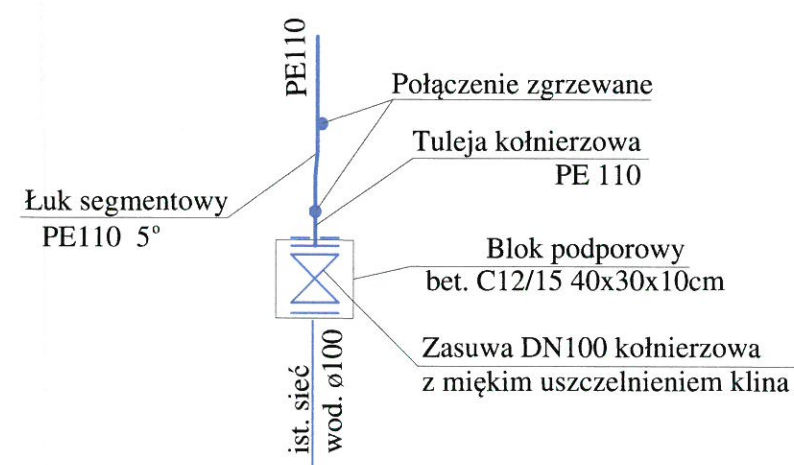 PE110
Połączenie zgrzewane
Tuleja kołnierzowa
PE 110
Łuk segmentowy
PE110 5°
Blok podporowy
bet. C12/15 40x30x10cm
Zasuwa DN100 kołnierzowa
z miękim uszczelnieniem klina
ist. sieć
wod. ø100